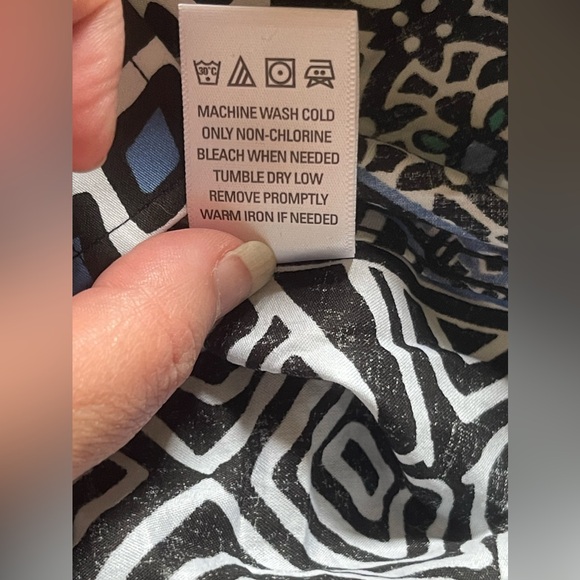 30°C
MACHINE WASH COLD
ONLY NON-CHLORINE
BLEACH WHEN NEEDED
TUMBLE DRY LOW
REMOVE PROMPTLY
WARM IRON IF NEEDED